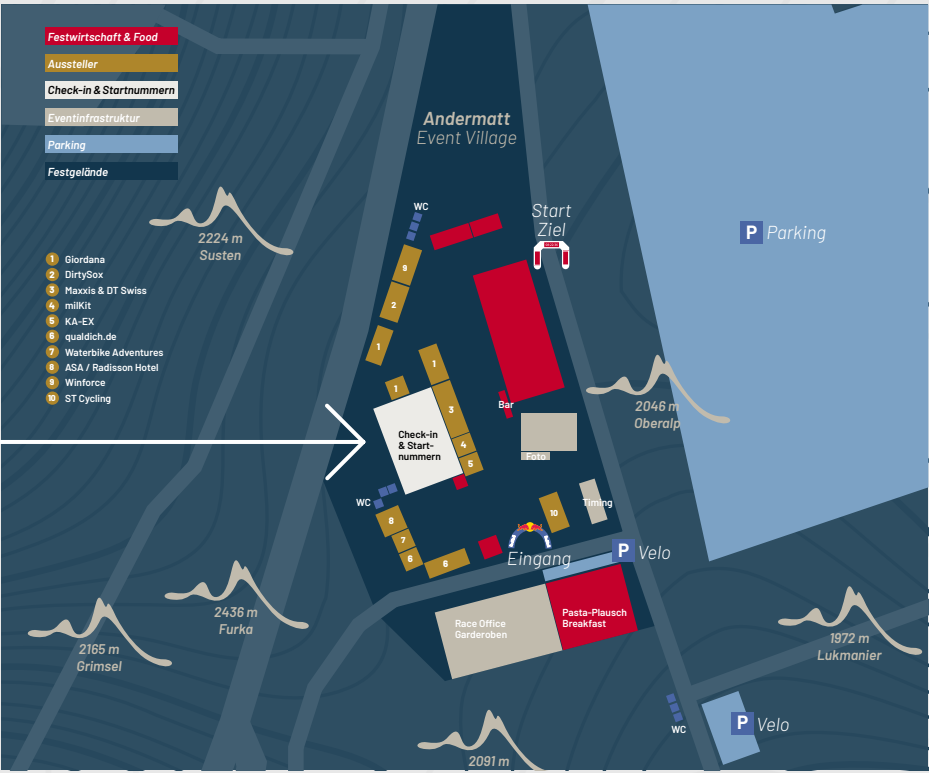 Festwirtschaft & Food
Aussteller
Check-in & Startnummern
Eventinfrastruktur
Parking
Festgelände
Andermatt
Event Village
WC
Start
Ziel
P Parking
2224 m
Susten
1 Giordana
2 DirtySox
3 Maxxis & DT Swiss
4 milKit
5 KA-EX
6 qualdich.de
7 Waterbike Adventures
8 ASA / Radisson Hotel
9 Winforce
10 ST Cycling
9
2
1
1
1
3
4
5
Bar
2046 m
Oberalp
Check-in
& Start-
nummern
Foto
WC
Timing
8
7
6
6
10
Eingang
P Velo
2436 m
Furka
2165 m
Grimsel
Race Office
Garderoben
Pasta-Plausch
Breakfast
1972 m
Lukmanier
WC
P Velo
2091 m